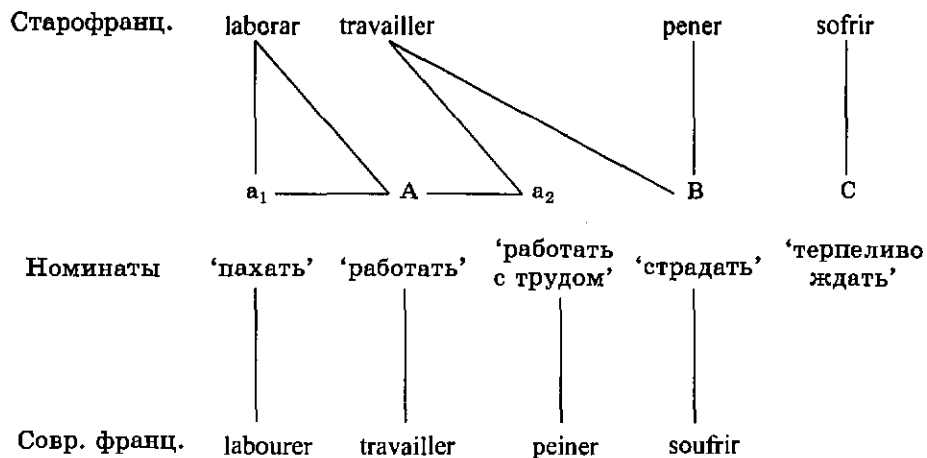 Старофранц. laborar travailler pener sofrir
a₁ A a₂ B C
Номинаты ‘пахать’ ‘работать’ ‘работать с трудом’ ‘страдать’ ‘терпеливо ждать’
Совр. франц. labourer travailler peiner soufrir